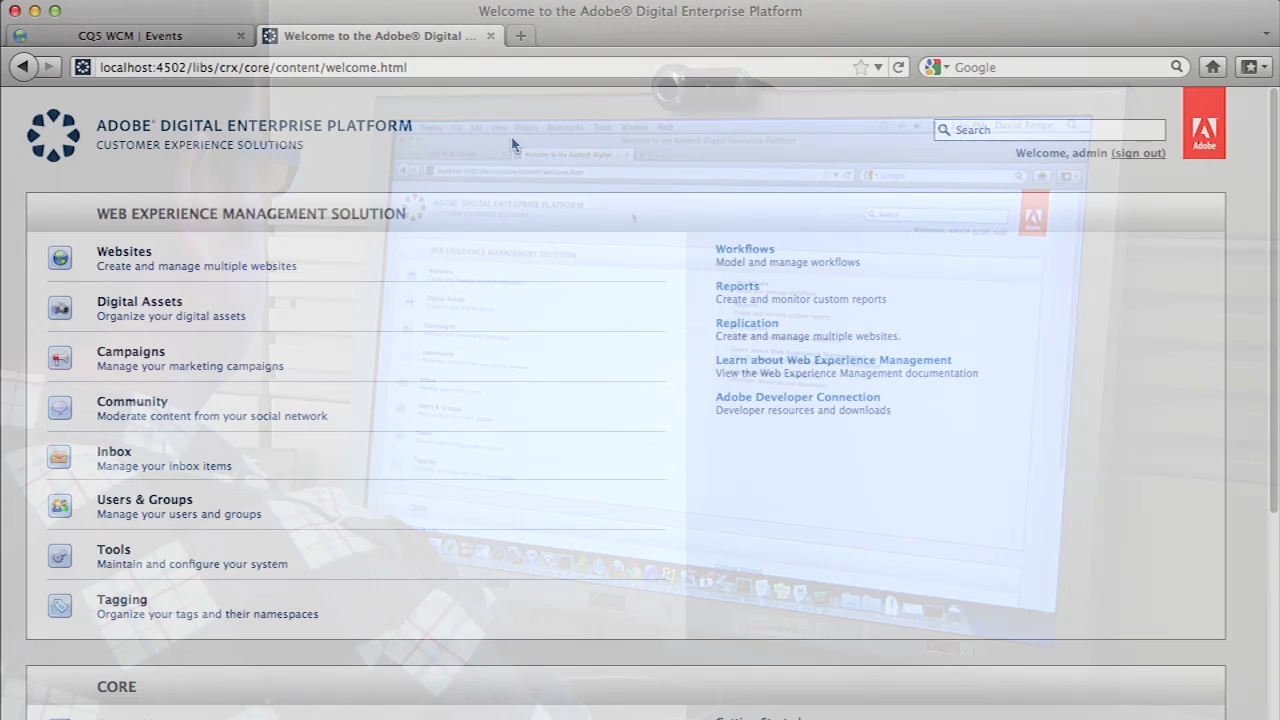 Welcome to the Adobe® Digital Enterprise Platform
CQ5 WCM | Events
Welcome to the Adobe® Digital ...
localhost:4502/libs/crx/core/content/welcome.html
Google
ADOBE® DIGITAL ENTERPRISE PLATFORM
CUSTOMER EXPERIENCE SOLUTIONS
Search
Adobe
Welcome, admin (sign out)
WEB EXPERIENCE MANAGEMENT SOLUTION
Websites
Create and manage multiple websites
Digital Assets
Organize your digital assets
Campaigns
Manage your marketing campaigns
Community
Moderate content from your social network
Inbox
Manage your inbox items
Users & Groups
Manage your users and groups
Tools
Maintain and configure your system
Tagging
Organize your tags and their namespaces
Workflows
Model and manage workflows
Reports
Create and monitor custom reports
Replication
Create and manage multiple websites.
Learn about Web Experience Management
View the Web Experience Management documentation
Adobe Developer Connection
Developer resources and downloads
CORE